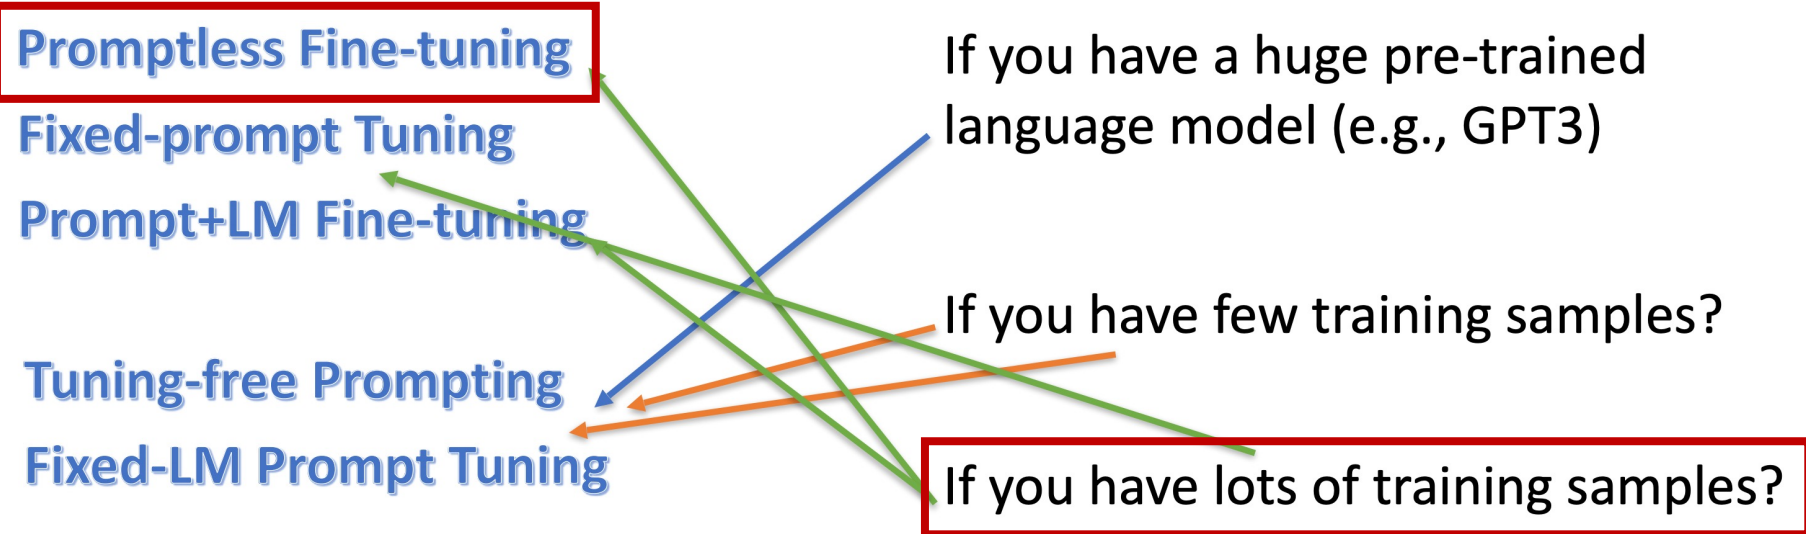 Promptless Fine-tuning
Fixed-prompt Tuning
Prompt+LM Fine-tuning
Tuning-free Prompting
Fixed-LM Prompt Tuning
If you have a huge pre-trained
language model (e.g., GPT3)
If you have few training samples?
If you have lots of training samples?